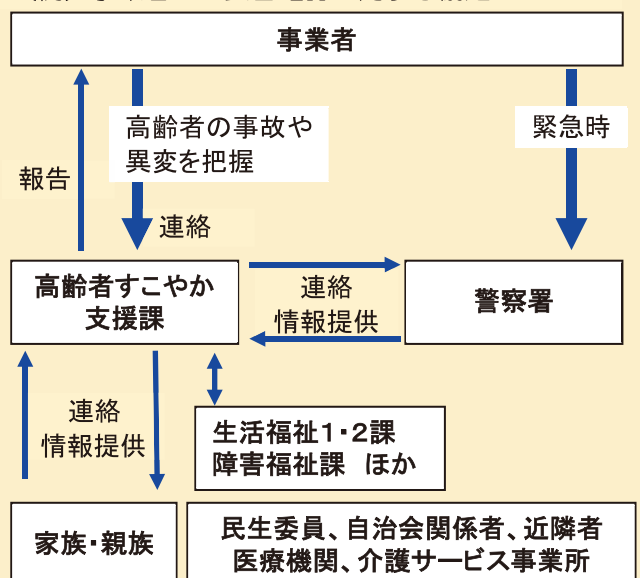 事業者
高齢者の事故や
異変を把握
緊急時
報告
連絡
高齢者すこやか
支援課
連絡
情報提供
警察署
連絡
情報提供
生活福祉1・2課
障害福祉課 ほか
家族・親族
民生委員、自治会関係者、近隣者
医療機関、介護サービス事業所